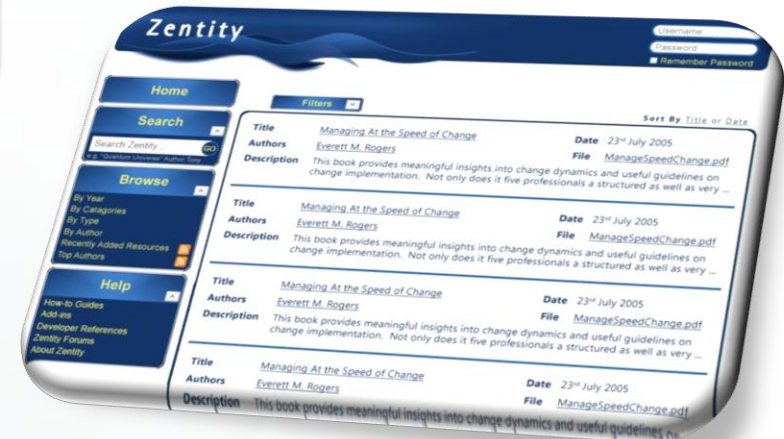 Zentity
Username
Password
Remember Password
Home
Search
Search Zentity...
GO
e.g. "Quantum Universe" Author:Tony
Browse
By Year
By Catagories
By Type
By Author
Recently Added Resources
Top Authors
Help
How-to Guides
Add-ins
Developer References
Zentity Forums
About Zentity
Filters
Sort By Title or Date
Title Managing At the Speed of Change Date 23rd July 2005
Authors Everett M. Rogers File ManageSpeedChange.pdf
Description This book provides meaningful insights into change dynamics and useful guidelines on
change implementation. Not only does it five professionals a structured as well as very ...
Title Managing At the Speed of Change Date 23rd July 2005
Authors Everett M. Rogers File ManageSpeedChange.pdf
Description This book provides meaningful insights into change dynamics and useful guidelines on
change implementation. Not only does it five professionals a structured as well as very ...
Title Managing At the Speed of Change Date 23rd July 2005
Authors Everett M. Rogers File ManageSpeedChange.pdf
Description This book provides meaningful insights into change dynamics and useful guidelines on
change implementation. Not only does it five professionals a structured as well as very ...
Title Managing At the Speed of Change Date 23rd July 2005
Authors Everett M. Rogers File ManageSpeedChange.pdf
Description This book provides meaningful insights into change dynamics and useful guidelines